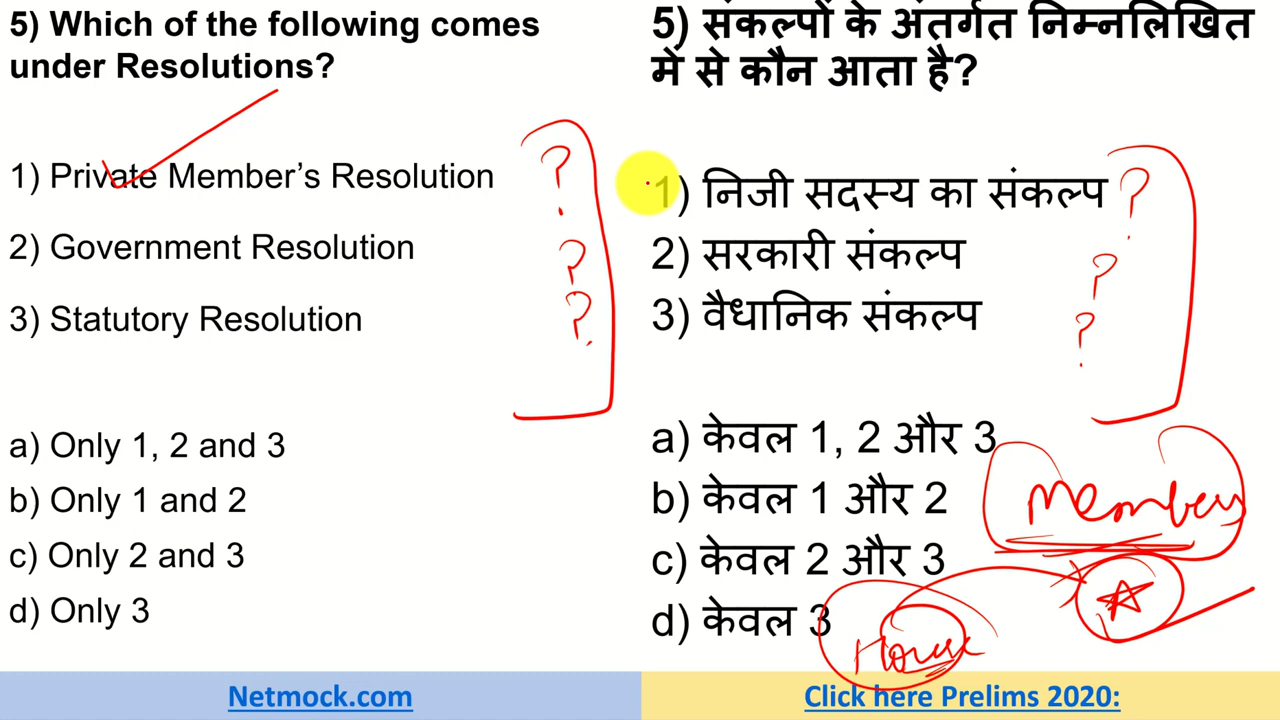 5) Which of the following comes
under Resolutions?
1) Private Member’s Resolution
2) Government Resolution
3) Statutory Resolution
a) Only 1, 2 and 3
b) Only 1 and 2
c) Only 2 and 3
d) Only 3
Netmock.com
5) संकल्पों के अंतर्गत निम्नलिखित
में से कौन आता है?
1) निजी सदस्य का संकल्प
2) सरकारी संकल्प
3) वैधानिक संकल्प
a) केवल 1, 2 और 3
b) केवल 1 और 2
c) केवल 2 और 3
d) केवल 3
Click here Prelims 2020:
?
?
?
?
?
?
Members
House